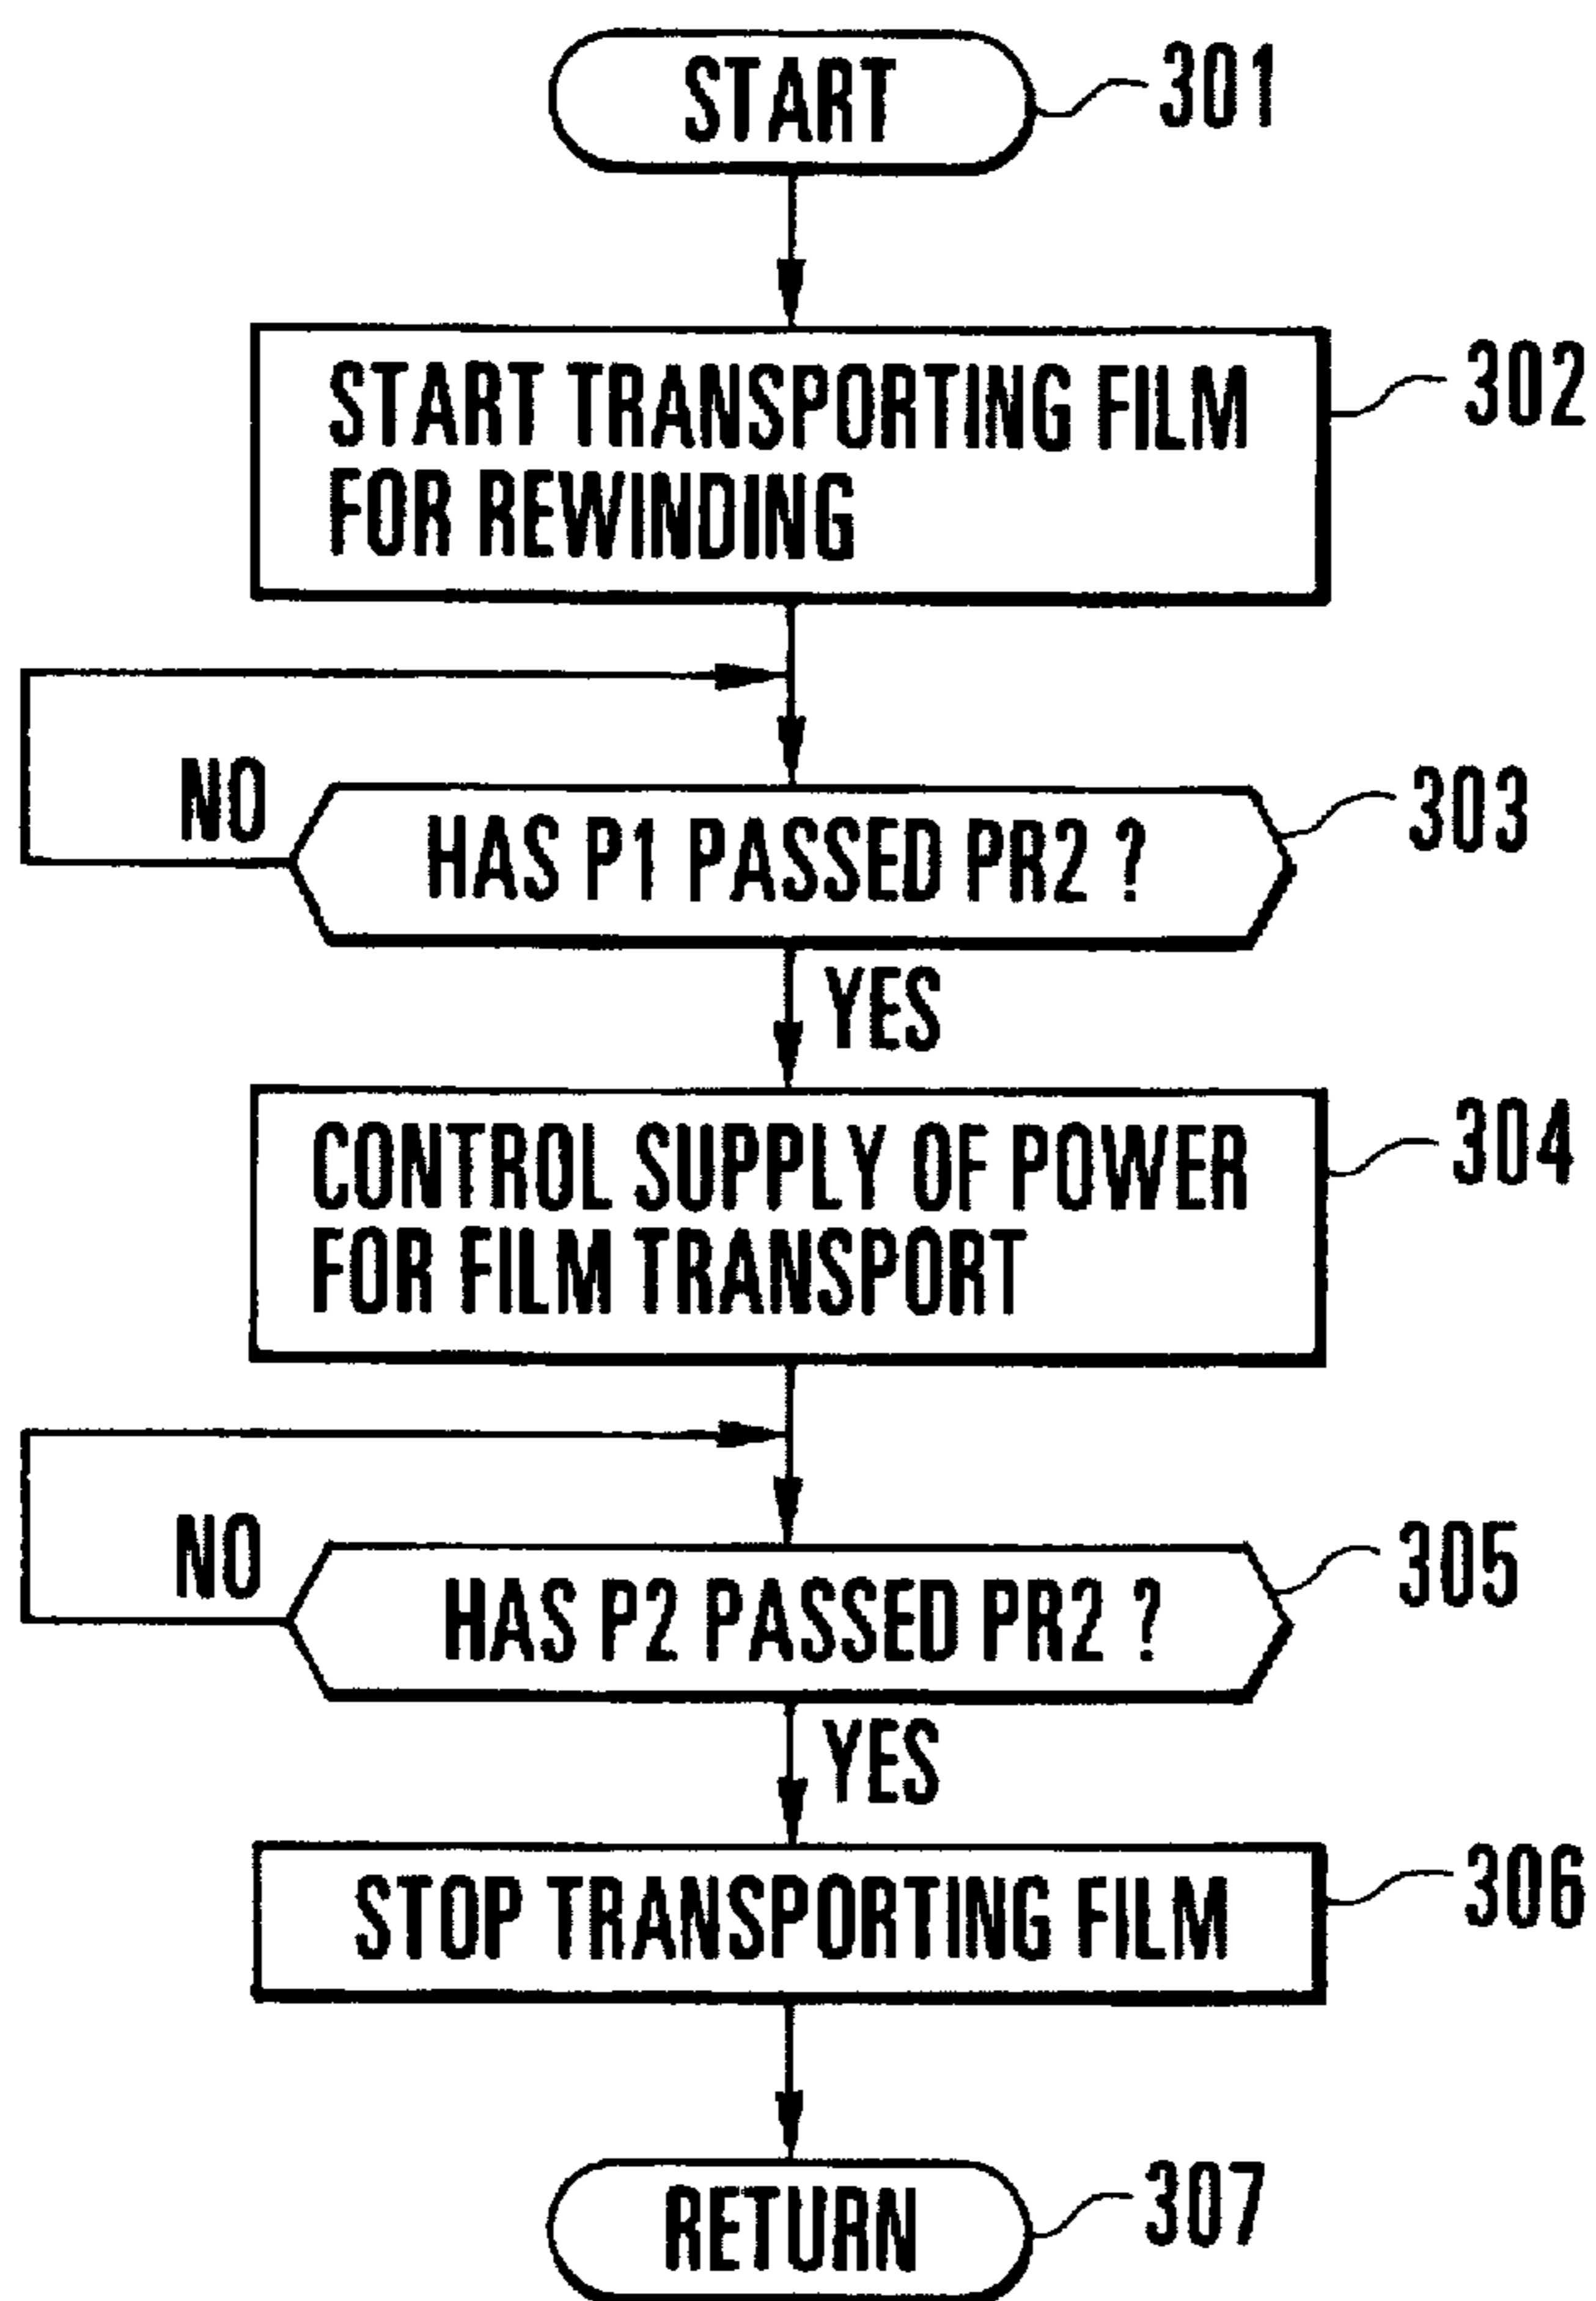 START
301
START TRANSPORTING FILM
FOR REWINDING
302
NO
HAS P1 PASSED PR2 ?
303
YES
CONTROL SUPPLY OF POWER
FOR FILM TRANSPORT
304
NO
HAS P2 PASSED PR2 ?
305
YES
STOP TRANSPORTING FILM
306
RETURN
307